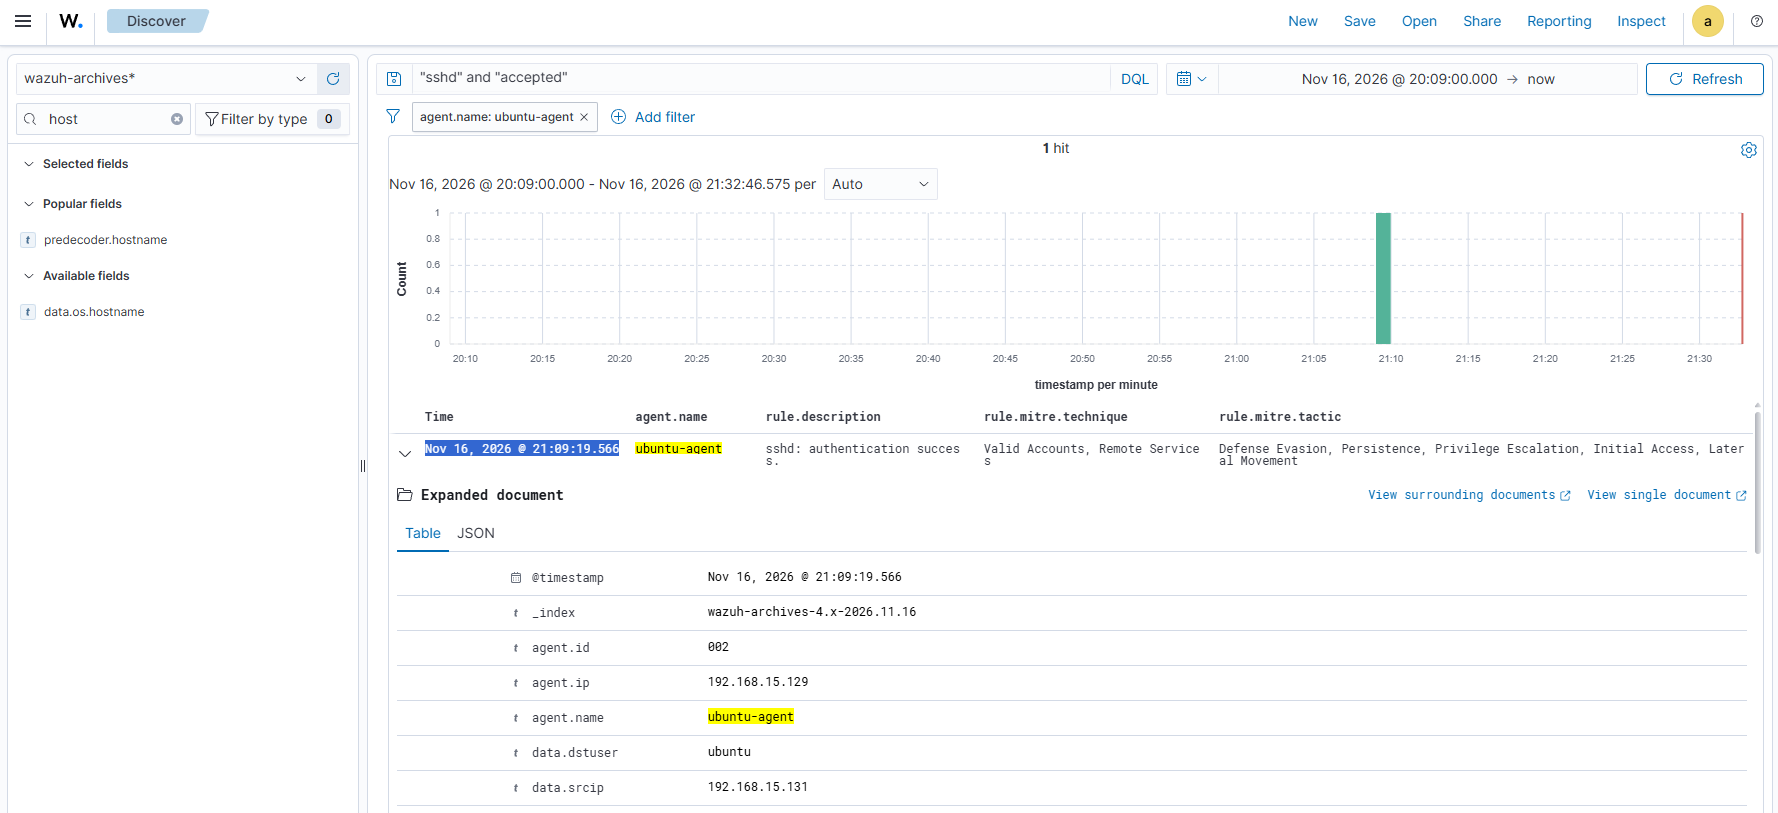 W. Discover New Save Open Share Reporting Inspect a
wazuh-archives* "sshd" and "accepted" DQL Nov 16, 2026 @ 20:09:00.000 → now Refresh
host Filter by type 0 agent.name: ubuntu-agent × Add filter
1 hit
Selected fields
Nov 16, 2026 @ 20:09:00.000 - Nov 16, 2026 @ 21:32:46.575 per Auto
Popular fields
t predecoder.hostname
Available fields
t data.os.hostname
Count
1
0.8
0.6
0.4
0.2
0
20:10 20:15 20:20 20:25 20:30 20:35 20:40 20:45 20:50 20:55 21:00 21:05 21:10 21:15 21:20 21:25 21:30
timestamp per minute
Time agent.name rule.description rule.mitre.technique rule.mitre.tactic
Nov 16, 2026 @ 21:09:19.566 ubuntu-agent sshd: authentication succes Valid Accounts, Remote Service Defense Evasion, Persistence, Privilege Escalation, Initial Access, Later
s. s al Movement
Expanded document View surrounding documents View single document
Table JSON
@timestamp Nov 16, 2026 @ 21:09:19.566
t _index wazuh-archives-4.x-2026.11.16
t agent.id 002
t agent.ip 192.168.15.129
t agent.name ubuntu-agent
t data.dstuser ubuntu
t data.srcip 192.168.15.131